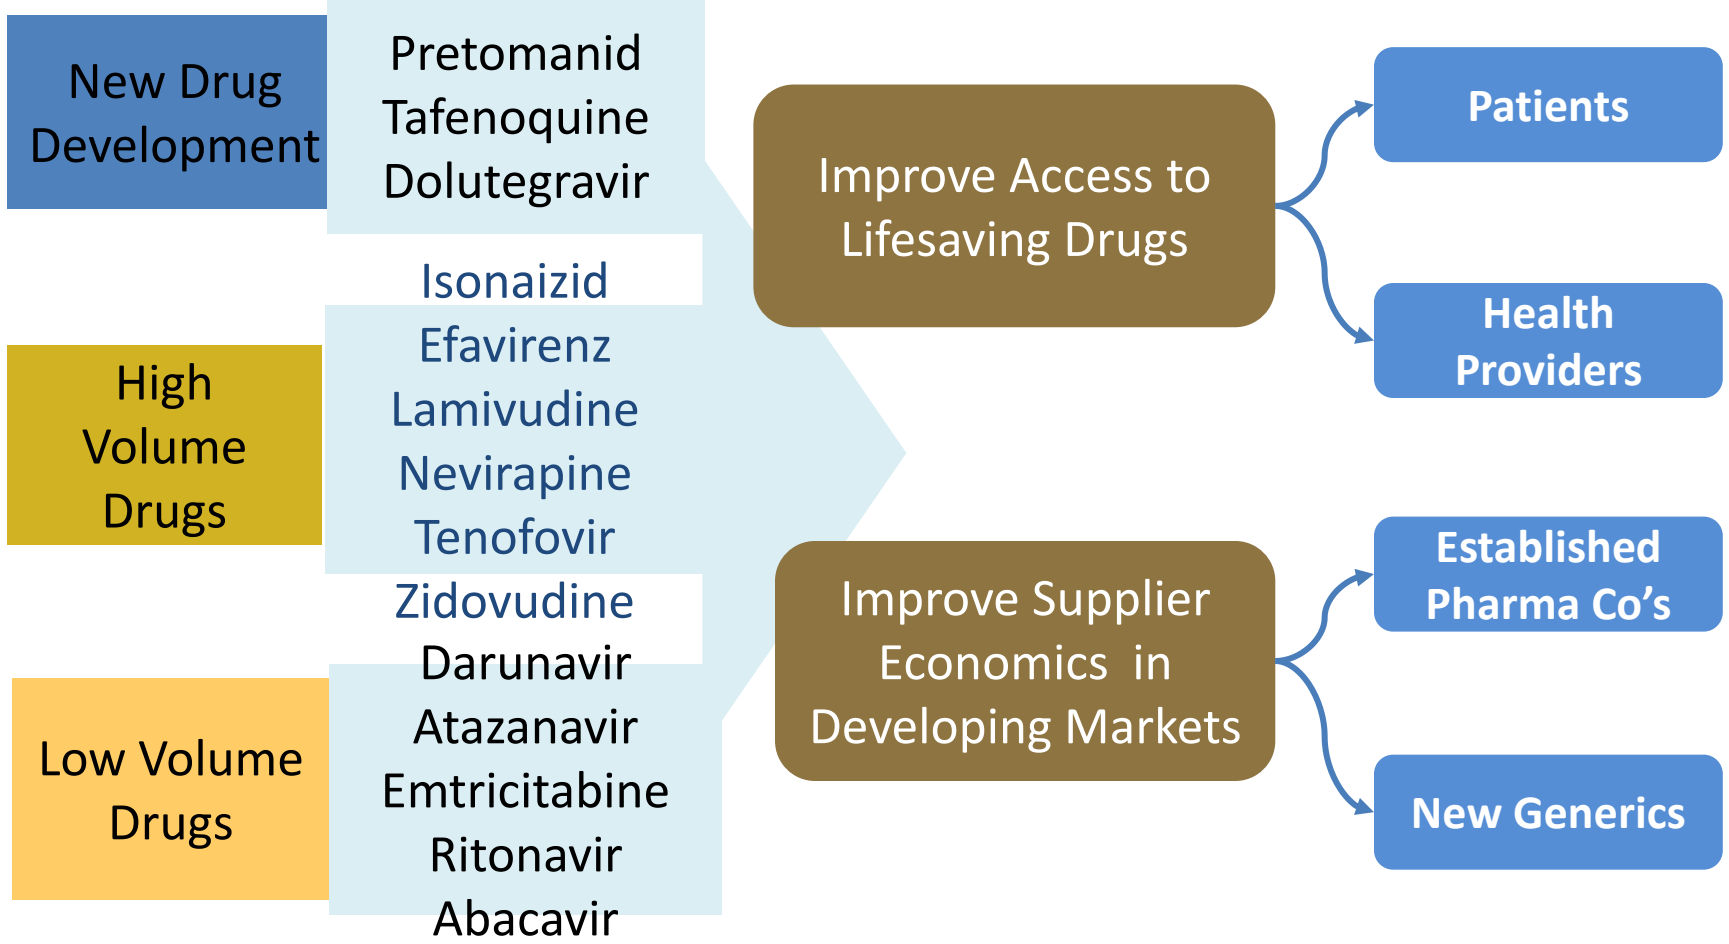 New Drug
Development
Pretomanid
Tafenoquine
Dolutegravir
High
Volume
Drugs
Isonaizid
Efavirenz
Lamivudine
Nevirapine
Tenofovir
Zidovudine
Low Volume
Drugs
Darunavir
Atazanavir
Emtricitabine
Ritonavir
Abacavir
Improve Access to
Lifesaving Drugs
Patients
Health
Providers
Improve Supplier
Economics in
Developing Markets
Established
Pharma Co’s
New Generics